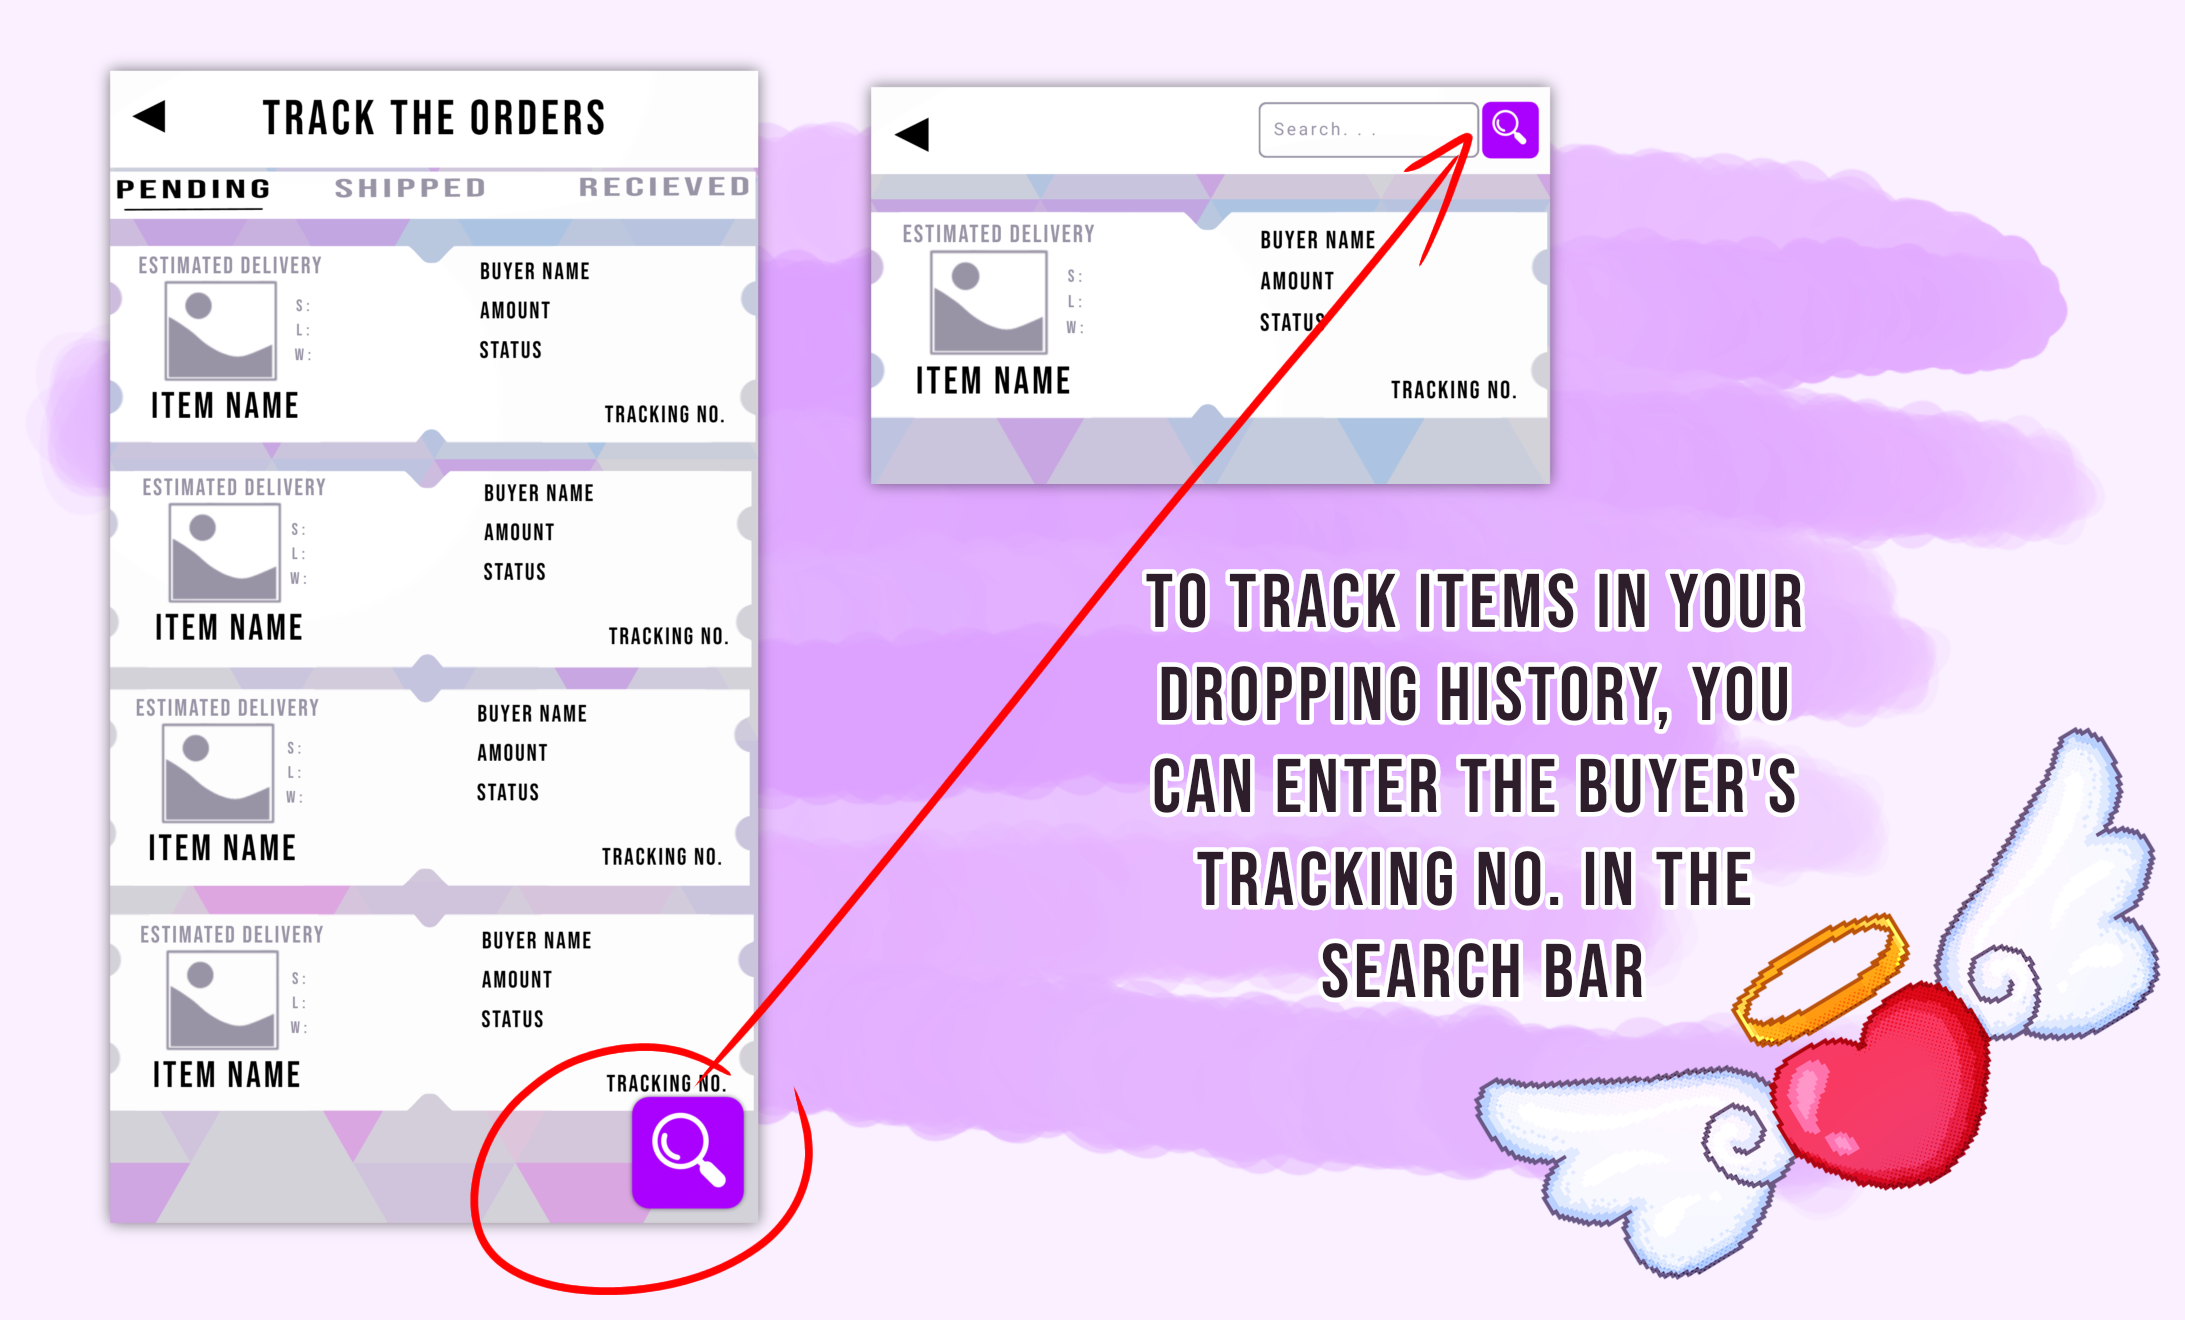 TRACK THE ORDERS
PENDING SHIPPED RECIEVED
ESTIMATED DELIVERY
S:
L:
W:
ITEM NAME
BUYER NAME
AMOUNT
STATUS
TRACKING NO.
ESTIMATED DELIVERY
S:
L:
W:
ITEM NAME
BUYER NAME
AMOUNT
STATUS
TRACKING NO.
ESTIMATED DELIVERY
S:
L:
W:
ITEM NAME
BUYER NAME
AMOUNT
STATUS
TRACKING NO.
ESTIMATED DELIVERY
S:
L:
W:
ITEM NAME
BUYER NAME
AMOUNT
STATUS
TRACKING NO.
Search. . .
ESTIMATED DELIVERY
S:
L:
W:
ITEM NAME
BUYER NAME
AMOUNT
STATUS
TRACKING NO.
TO TRACK ITEMS IN YOUR
DROPPING HISTORY, YOU
CAN ENTER THE BUYER'S
TRACKING NO. IN THE
SEARCH BAR